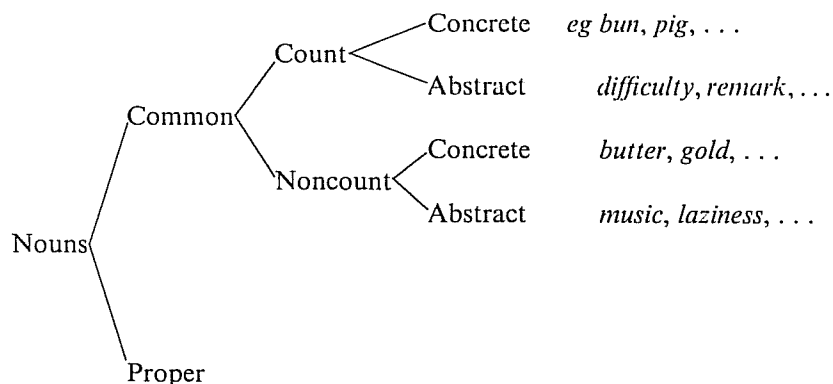 Concrete eg bun, pig, . . .
Count
Abstract difficulty, remark, . . .
Common
Concrete butter, gold, . . .
Noncount
Abstract music, laziness, . . .
Nouns
Proper